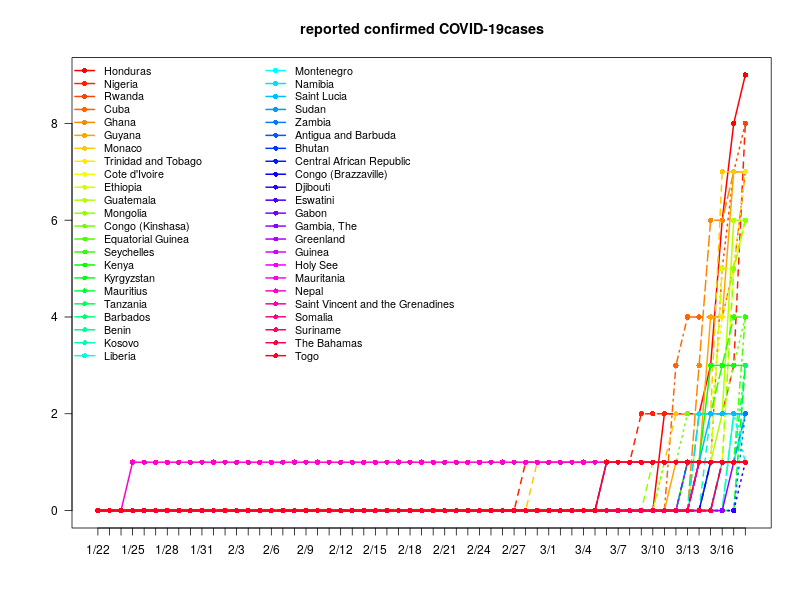 reported confirmed COVID-19cases
Honduras
Nigeria
Rwanda
Cuba
Ghana
Guyana
Monaco
Trinidad and Tobago
Cote d'Ivoire
Ethiopia
Guatemala
Mongolia
Congo (Kinshasa)
Equatorial Guinea
Seychelles
Kenya
Kyrgyzstan
Mauritius
Tanzania
Barbados
Benin
Kosovo
Liberia
Montenegro
Namibia
Saint Lucia
Sudan
Zambia
Antigua and Barbuda
Bhutan
Central African Republic
Congo (Brazzaville)
Djibouti
Eswatini
Gabon
Gambia, The
Greenland
Guinea
Holy See
Mauritania
Nepal
Saint Vincent and the Grenadines
Somalia
Suriname
The Bahamas
Togo
8
6
4
2
0
1/22 1/25 1/28 1/31 2/3 2/6 2/9 2/12 2/15 2/18 2/21 2/24 2/27 3/1 3/4 3/7 3/10 3/13 3/16